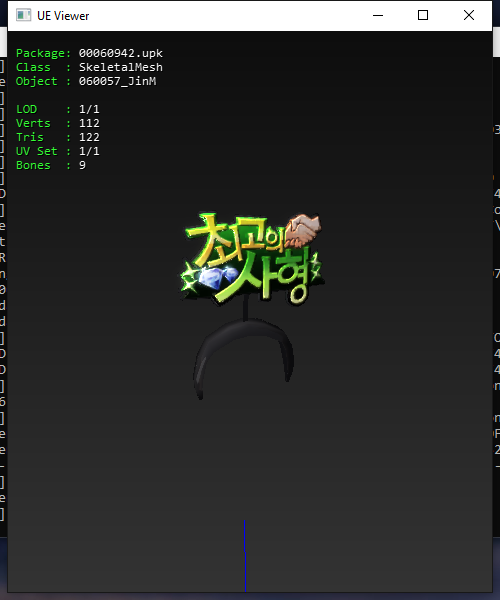 UE Viewer
Package: 00060942.upk
Class : SkeletalMesh
Object : 060057_JinM
LOD : 1/1
Verts : 112
Tris : 122
UV Set : 1/1
Bones : 9
최고의
사형